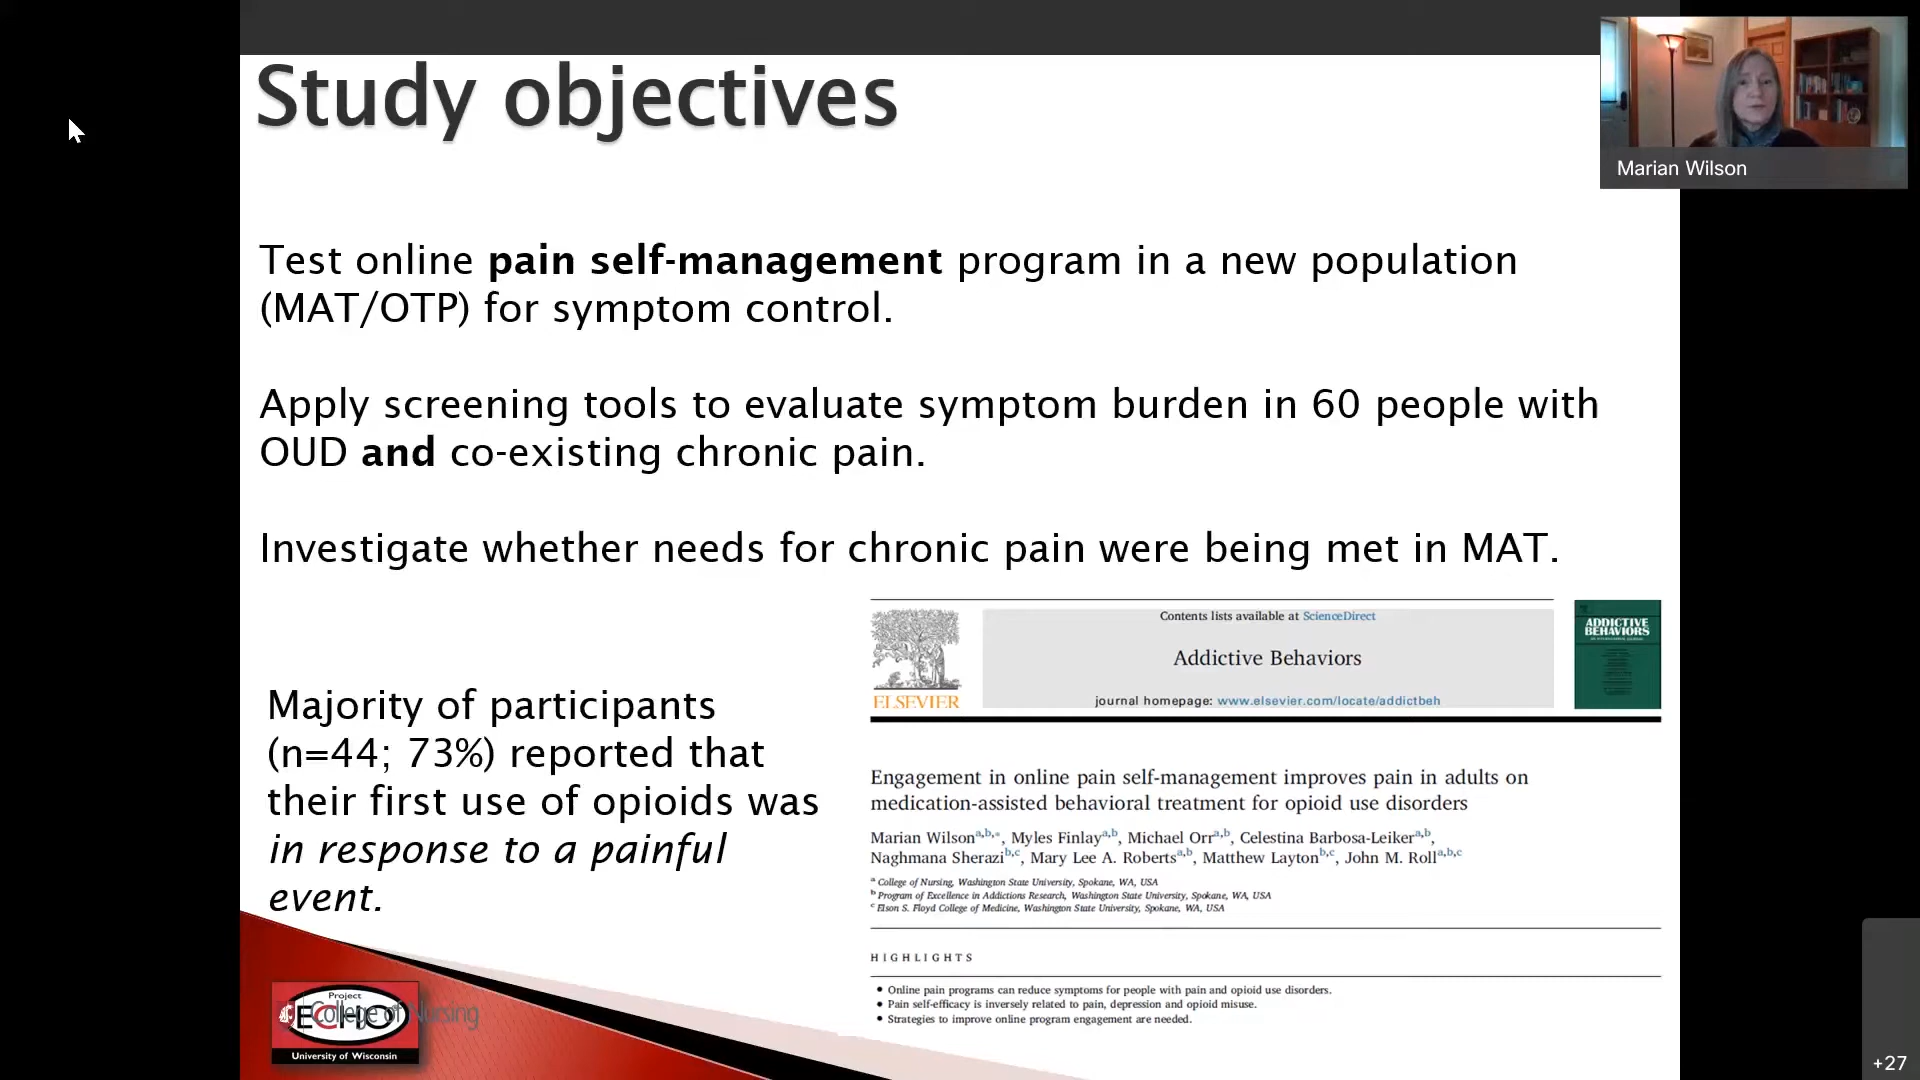 Study objectives
Marian Wilson
Test online pain self-management program in a new population
(MAT/OTP) for symptom control.
Apply screening tools to evaluate symptom burden in 60 people with
OUD and co-existing chronic pain.
Investigate whether needs for chronic pain were being met in MAT.
Majority of participants
(n=44; 73%) reported that
their first use of opioids was
in response to a painful
event.
ELSEVIER
Contents lists available at ScienceDirect
Addictive Behaviors
journal homepage: www.elsevier.com/locate/addictbeh
ADDICTIVE
BEHAVIORS
Engagement in online pain self-management improves pain in adults on
medication-assisted behavioral treatment for opioid use disorders
Marian Wilson a,b,*, Myles Finlay a,b, Michael Orr a,b, Celestina Barbosa-Leiker a,b,
Naghmana Sherazi b,c, Mary Lee A. Roberts a,b, Matthew Layton b,c, John M. Roll a,b,c
a College of Nursing, Washington State University, Spokane, WA, USA
b Program of Excellence in Addictions Research, Washington State University, Spokane, WA, USA
c Elson S. Floyd College of Medicine, Washington State University, Spokane, WA, USA
HIGHLIGHTS
• Online pain programs can reduce symptoms for people with pain and opioid use disorders.
• Pain self-efficacy is inversely related to pain, depression and opioid misuse.
• Strategies to improve online program engagement are needed.
Project
ECHO
College of Nursing
University of Wisconsin
+27